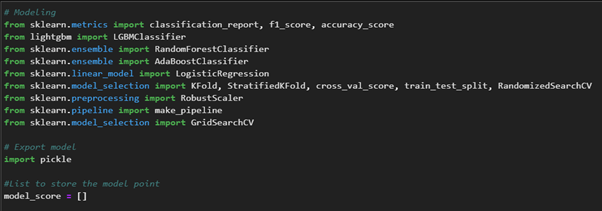 # Modeling
from sklearn.metrics import classification_report, f1_score, accuracy_score
from lightgbm import LGBMClassifier
from sklearn.ensemble import RandomForestClassifier
from sklearn.ensemble import AdaBoostClassifier
from sklearn.linear_model import LogisticRegression
from sklearn.model_selection import KFold, StratifiedKFold, cross_val_score, train_test_split, RandomizedSearchCV
from sklearn.preprocessing import RobustScaler
from sklearn.pipeline import make_pipeline
from sklearn.model_selection import GridSearchCV
# Export model
import pickle
#List to store the model point
model_score = []